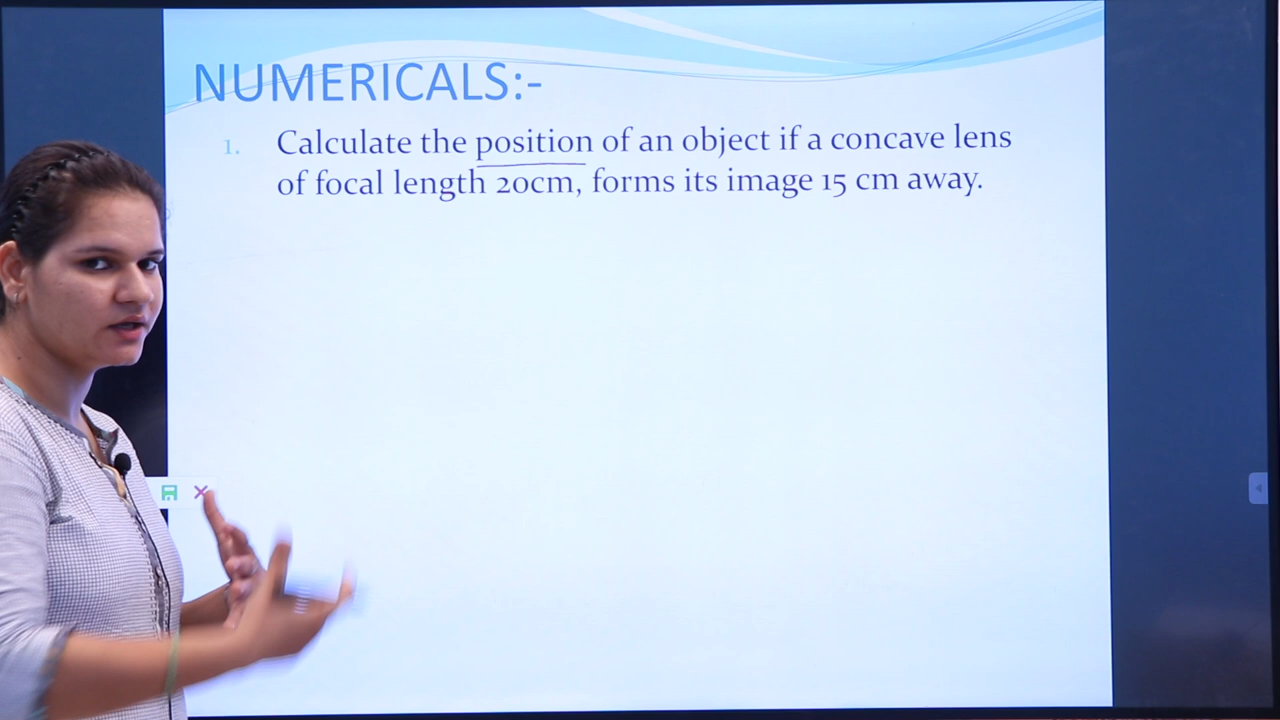 NUMERICALS:-
1. Calculate the position of an object if a concave lens
of focal length 20cm, forms its image 15 cm away.